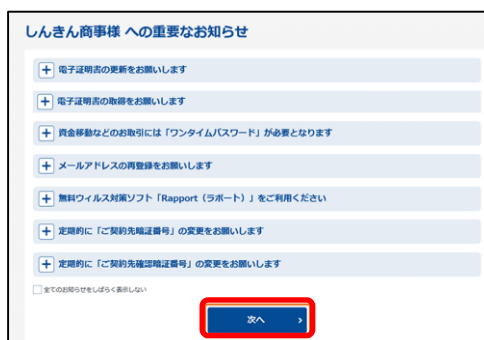 しんきん商事様 への重要なお知らせ
電子証明書の更新をお願いします
電子証明書の取得をお願いします
資金移動などのお取引には「ワンタイムパスワード」が必要となります
メールアドレスの再登録をお願いします
無料ウィルス対策ソフト「Rapport（ラポート）」をご利用ください
定期的に「ご契約先暗証番号」の変更をお願いします
定期的に「ご契約先確認暗証番号」の変更をお願いします
全てのお知らせをしばらく表示しない
次へ